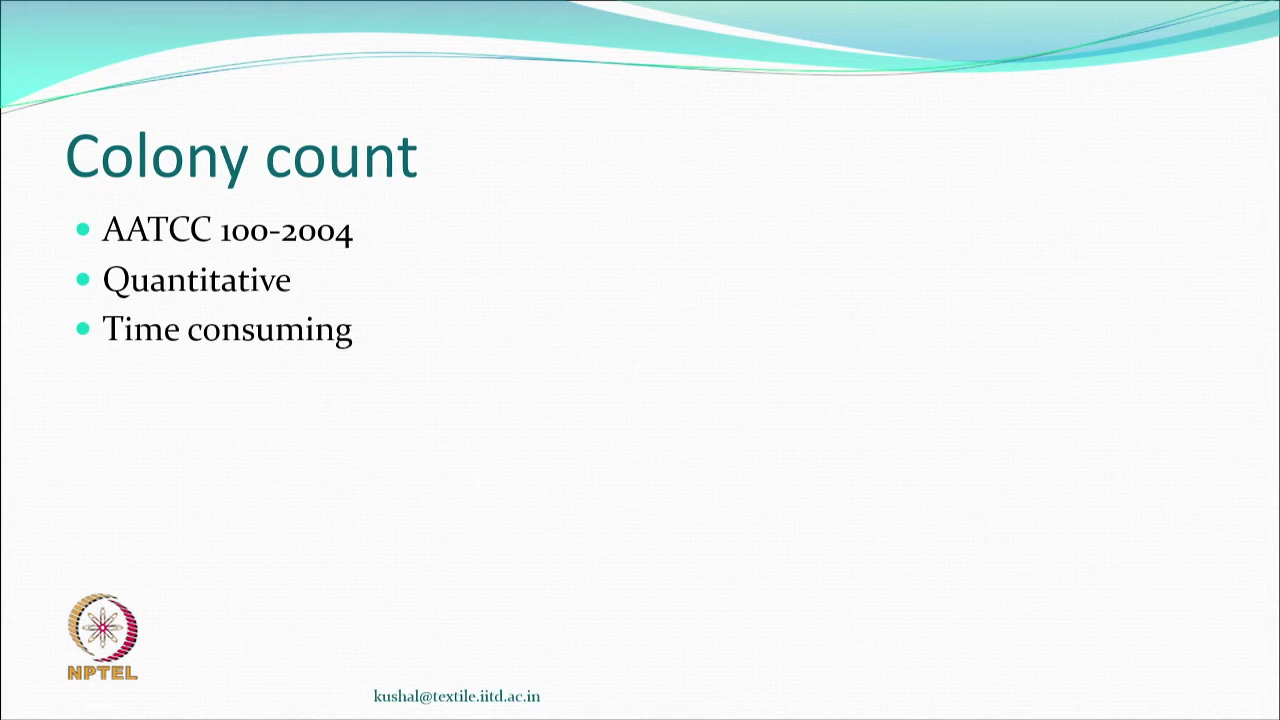 Colony count
AATCC 100-2004
Quantitative
Time consuming
NPTEL
kushal@textile.iitd.ac.in